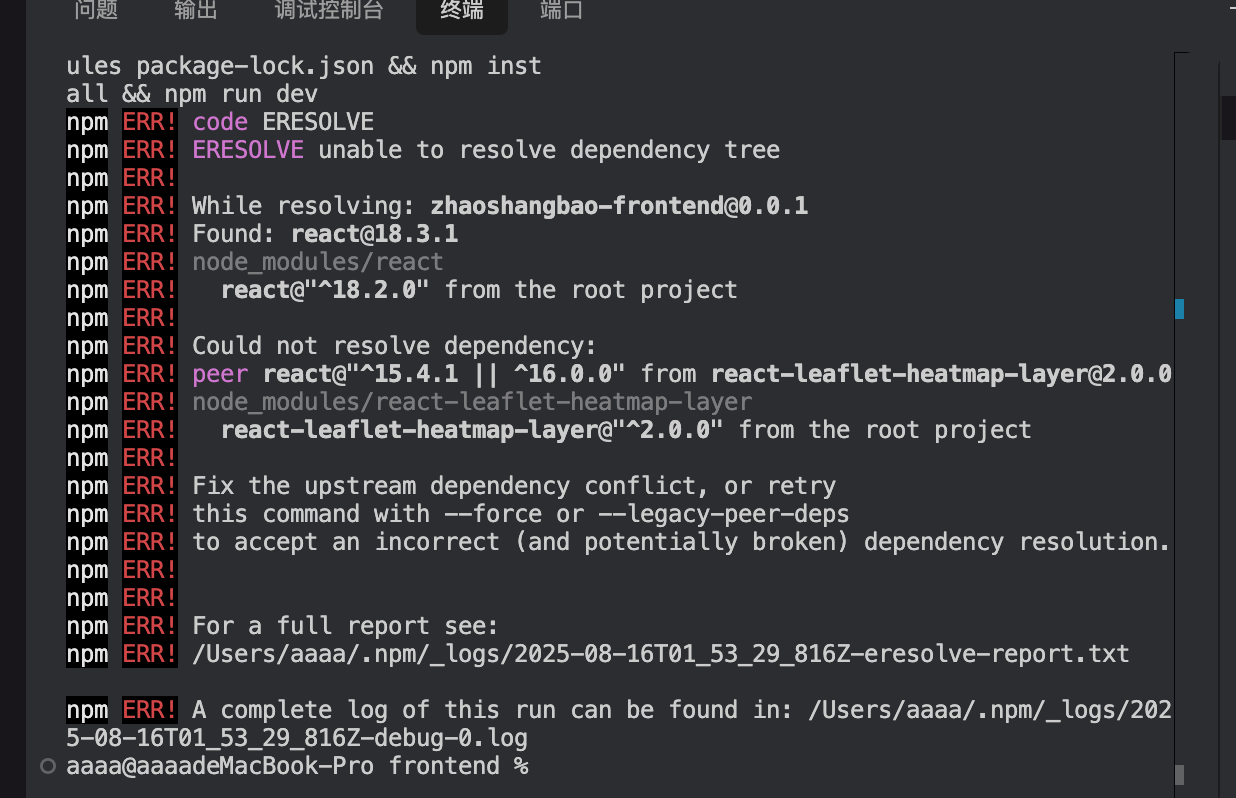 问题 输出 调试控制台 终端 端口
ules package-lock.json && npm inst
all && npm run dev
npm ERR! code ERESOLVE
npm ERR! ERESOLVE unable to resolve dependency tree
npm ERR!
npm ERR! While resolving: zhaoshangbao-frontend@0.0.1
npm ERR! Found: react@18.3.1
npm ERR! node_modules/react
npm ERR!   react@"^18.2.0" from the root project
npm ERR!
npm ERR! Could not resolve dependency:
npm ERR! peer react@"^15.4.1 || ^16.0.0" from react-leaflet-heatmap-layer@2.0.0
npm ERR! node_modules/react-leaflet-heatmap-layer
npm ERR!   react-leaflet-heatmap-layer@"^2.0.0" from the root project
npm ERR!
npm ERR! Fix the upstream dependency conflict, or retry
npm ERR! this command with --force or --legacy-peer-deps
npm ERR! to accept an incorrect (and potentially broken) dependency resolution.
npm ERR!
npm ERR!
npm ERR! For a full report see:
npm ERR! /Users/aaaa/.npm/_logs/2025-08-16T01_53_29_816Z-eresolve-report.txt
npm ERR! A complete log of this run can be found in: /Users/aaaa/.npm/_logs/202
5-08-16T01_53_29_816Z-debug-0.log
aaaa@aaaadeMacBook-Pro frontend %